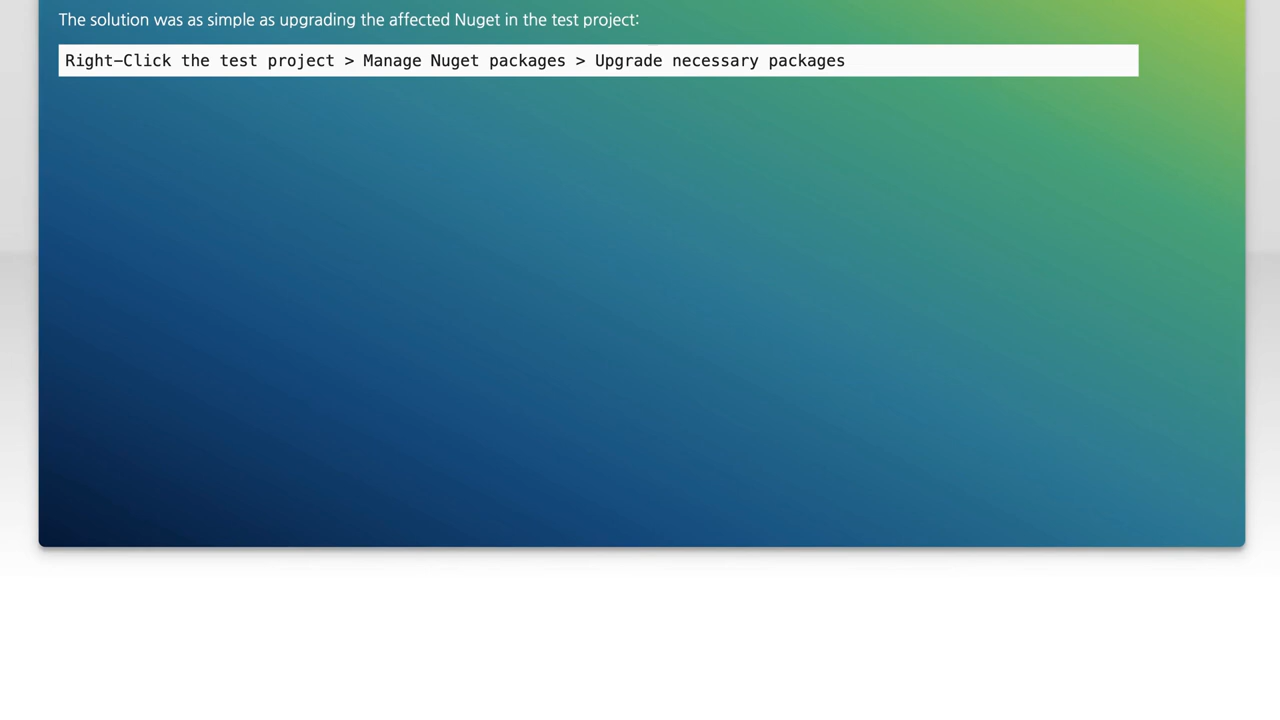 The solution was as simple as upgrading the affected Nuget in the test project:
Right-Click the test project > Manage Nuget packages > Upgrade necessary packages